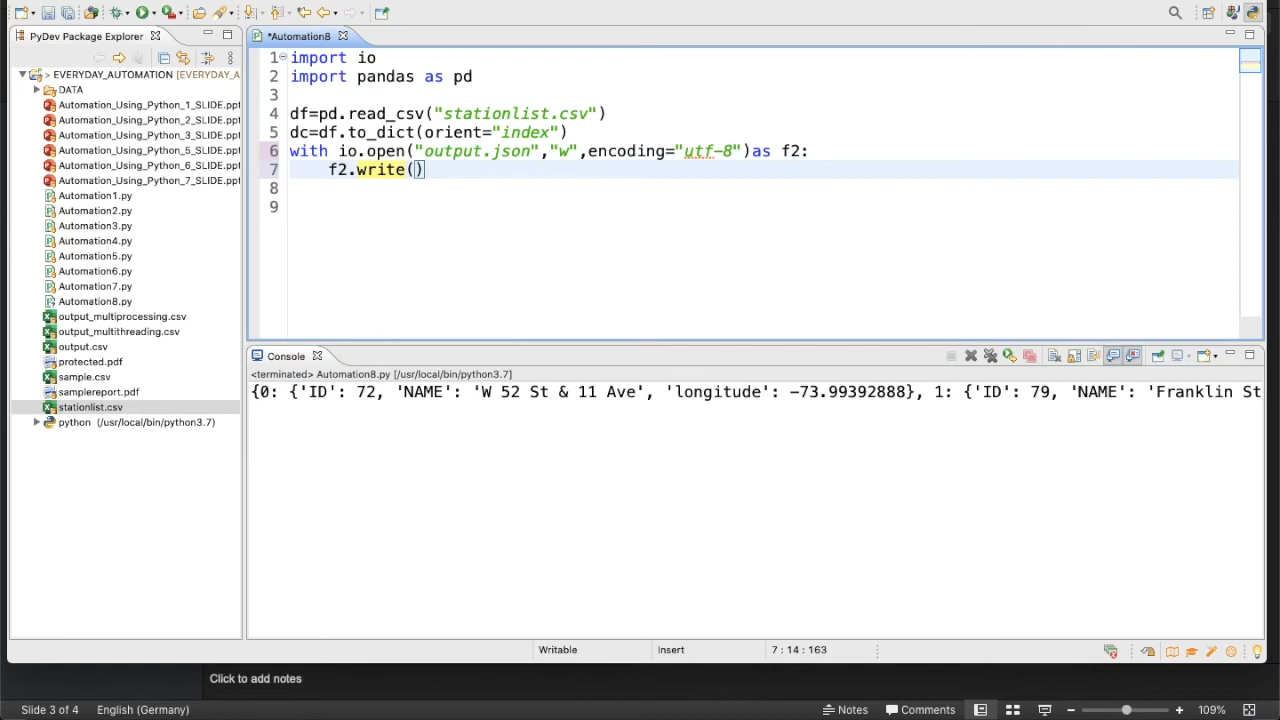 PyDev Package Explorer
*Automation8
> EVERYDAY_AUTOMATION [EVERYDAY_A
DATA
Automation_Using_Python_1_SLIDE.ppt
Automation_Using_Python_2_SLIDE.ppt
Automation_Using_Python_3_SLIDE.ppt
Automation_Using_Python_5_SLIDE.ppt
Automation_Using_Python_6_SLIDE.ppt
Automation_Using_Python_7_SLIDE.ppt
Automation1.py
Automation2.py
Automation3.py
Automation4.py
Automation5.py
Automation6.py
Automation7.py
Automation8.py
output_multiprocessing.csv
output_multithreading.csv
output.csv
protected.pdf
sample.csv
samplereport.pdf
stationlist.csv
python (/usr/local/bin/python3.7)
1 import io
2 import pandas as pd
3
4 df=pd.read_csv("stationlist.csv")
5 dc=df.to_dict(orient="index")
6 with io.open("output.json","w",encoding="utf-8")as f2:
7 f2.write()
8
9
Console
<terminated> Automation8.py [/usr/local/bin/python3.7]
{0: {'ID': 72, 'NAME': 'W 52 St & 11 Ave', 'longitude': -73.99392888}, 1: {'ID': 79, 'NAME': 'Franklin St
Writable
Insert
7 : 14 : 163
Click to add notes
Slide 3 of 4
English (Germany)
Notes
Comments
109%